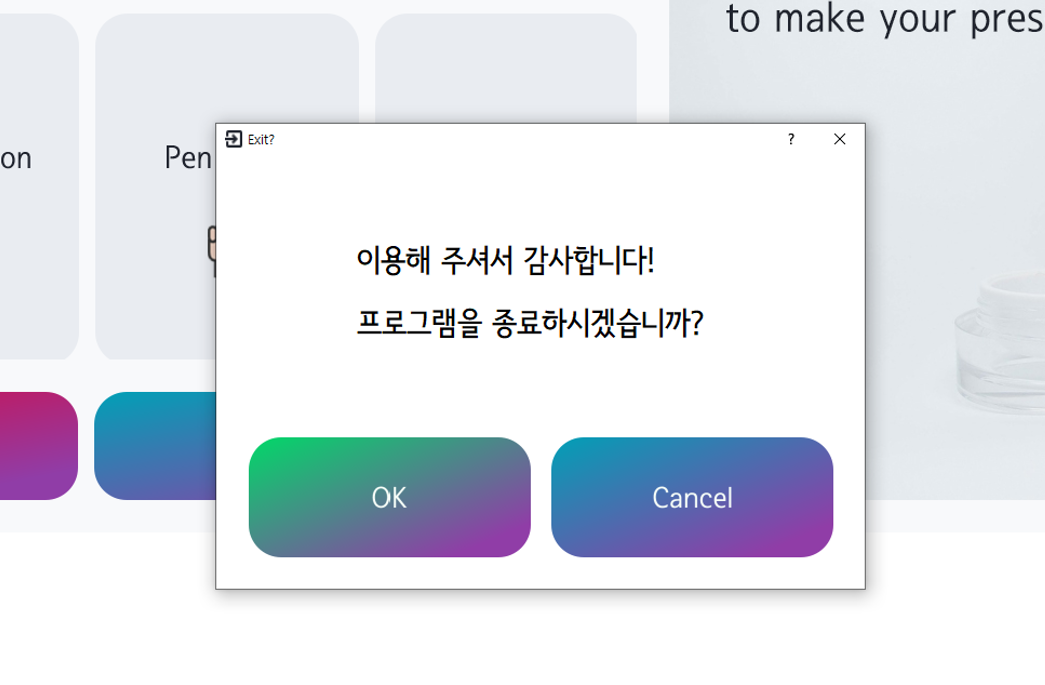 to make your pres
on
Pen
Exit?
?
이용해 주셔서 감사합니다!
프로그램을 종료하시겠습니까?
OK
Cancel